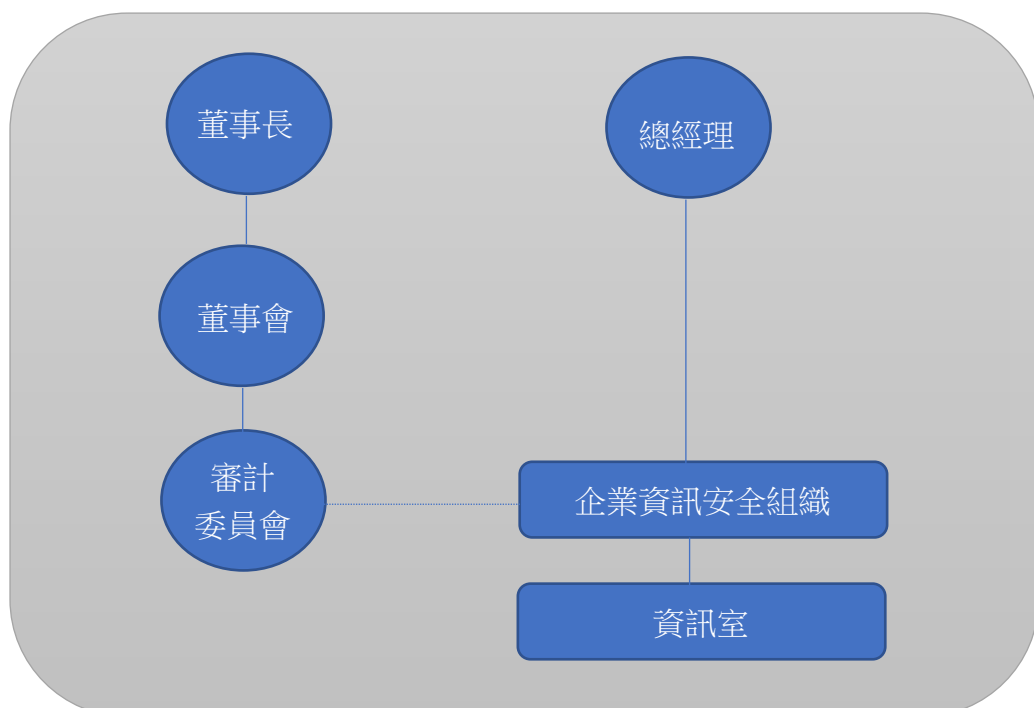 董事長
總經理
董事會
審計
委員會
企業資訊安全組織
資訊室